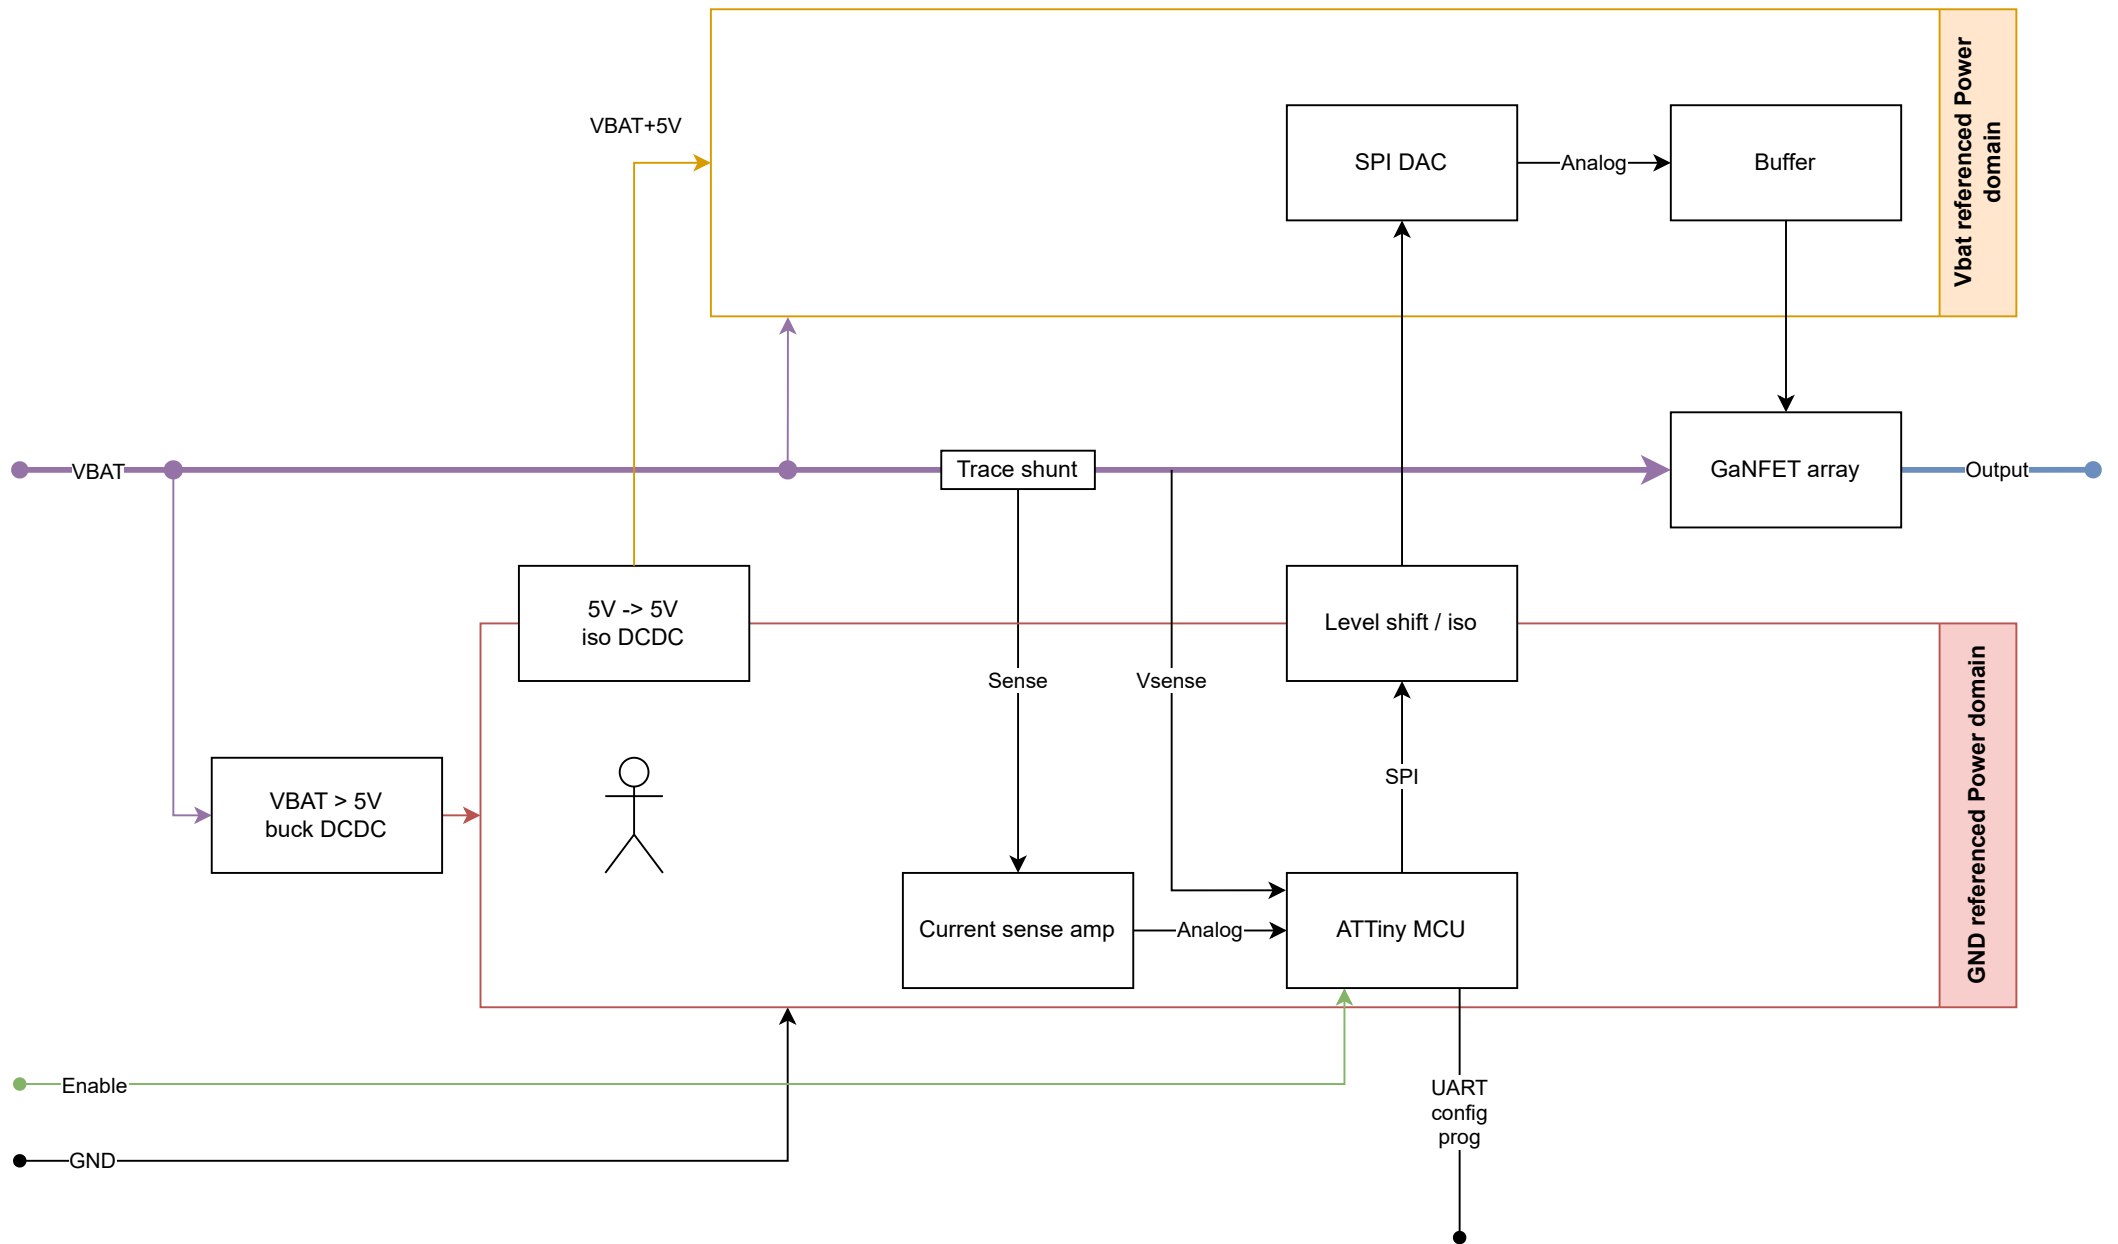 VBAT+5V
SPI DAC
Analog
Buffer
Vbat referenced Power
domain
VBAT
Trace shunt
GaNFET array
Output
5V -> 5V
iso DCDC
Level shift / iso
Sense
Vsense
VBAT > 5V
buck DCDC
SPI
GND referenced Power domain
Current sense amp
Analog
ATTiny MCU
Enable
UART
config
prog
GND